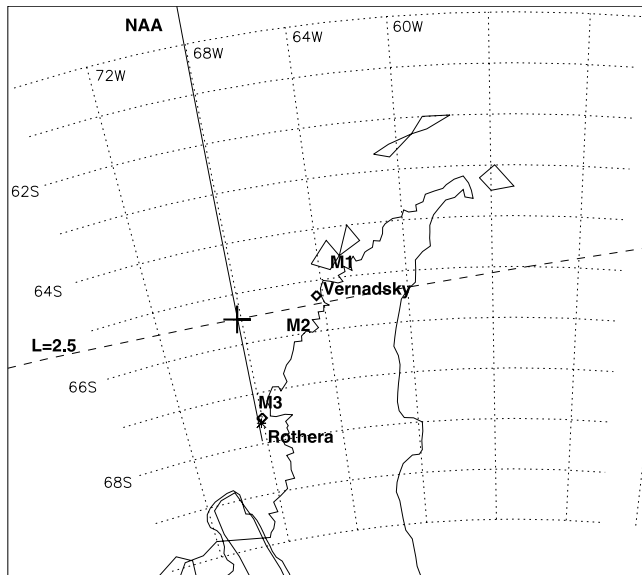 NAA
60W
64W
68W
72W
62S
M1
64S
Vernadsky
M2
L=2.5
66S
M3
Rothera
68S